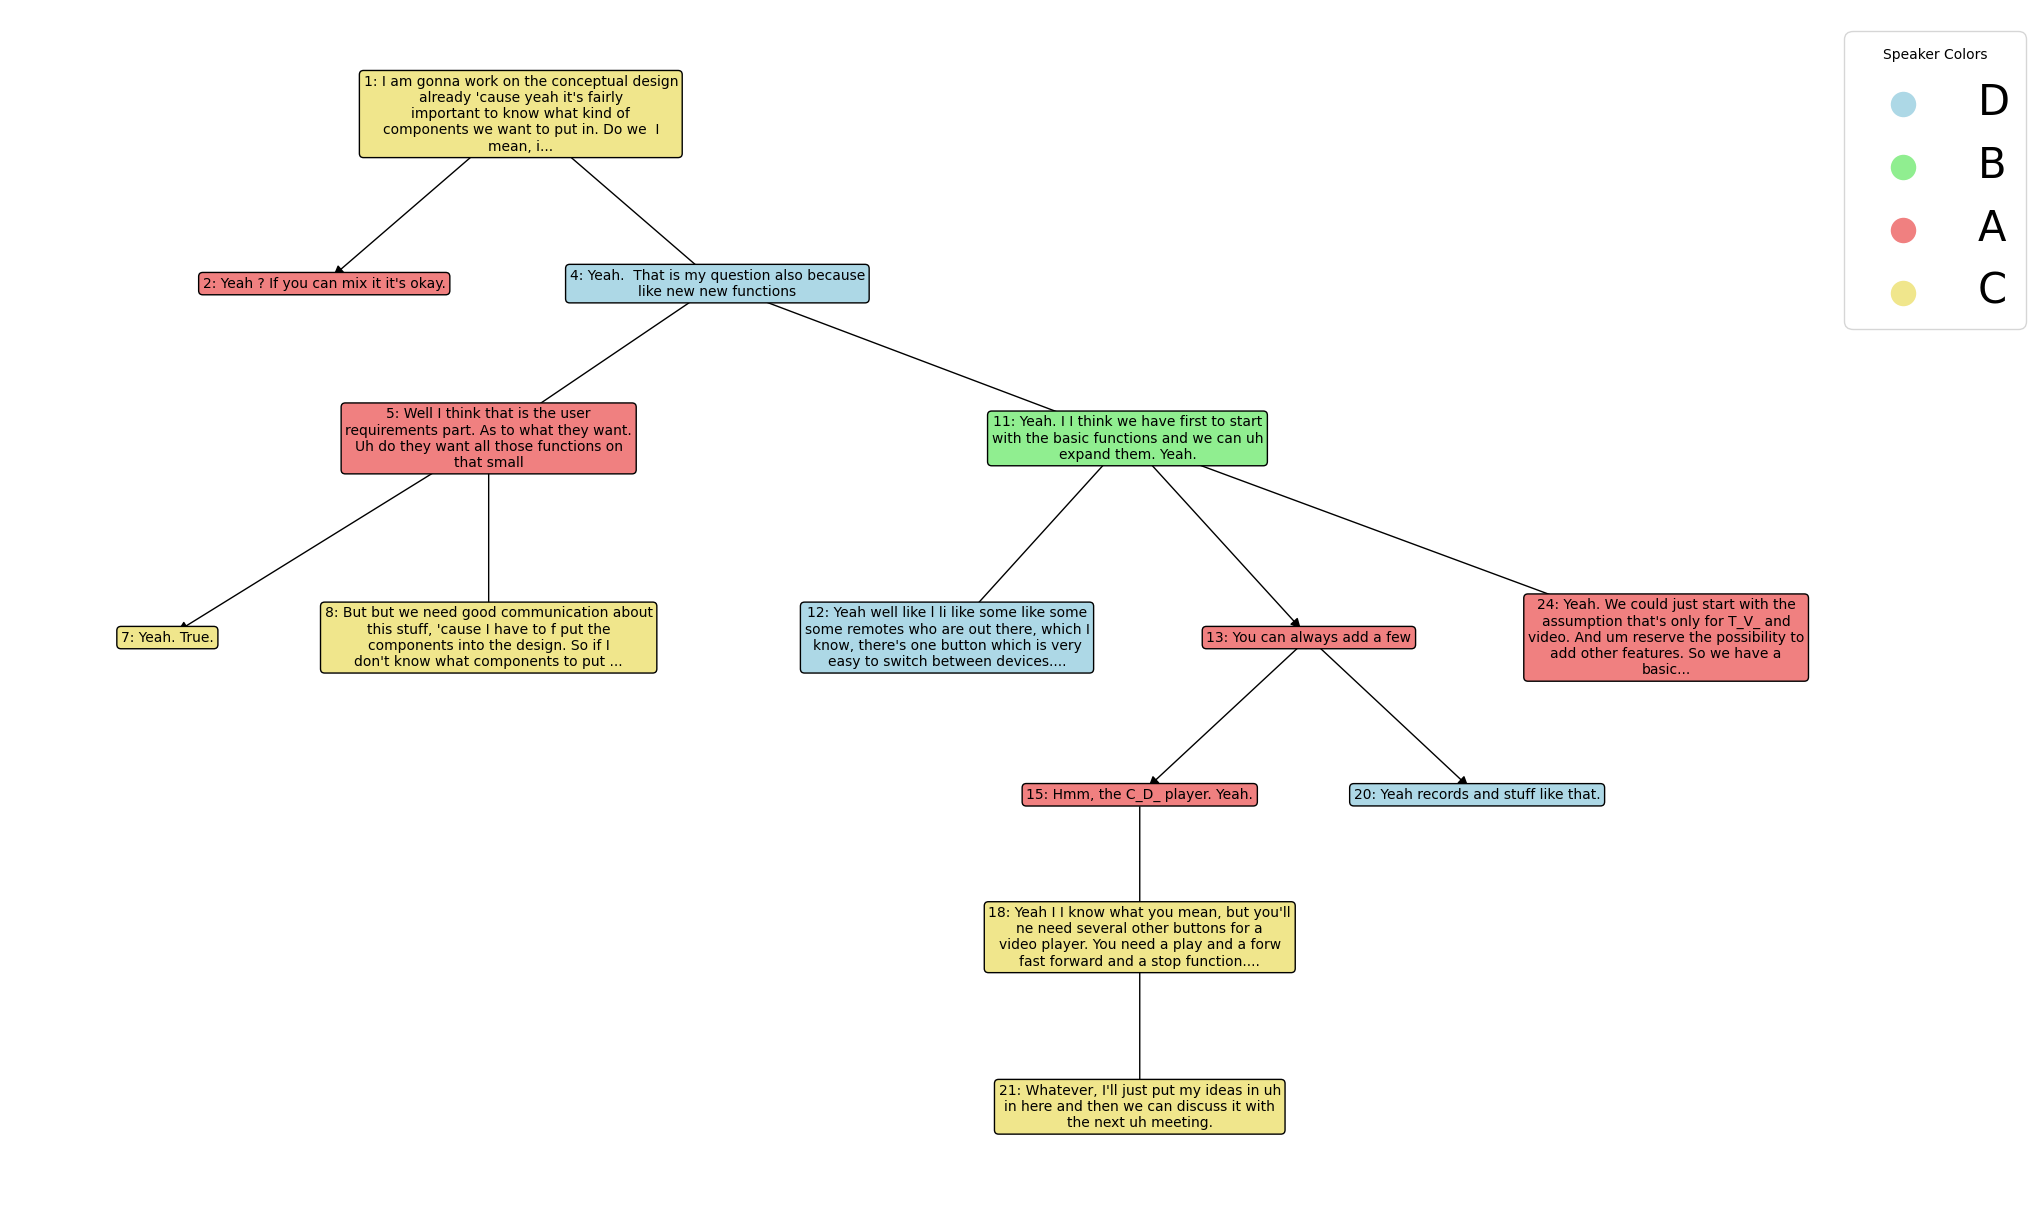 1: I am gonna work on the conceptual design
already 'cause yeah it's fairly
important to know what kind of
components we want to put in. Do we  I
mean, i...
Speaker Colors
D
B
A
C
2: Yeah ? If you can mix it it's okay.
4: Yeah.  That is my question also because
like new new functions
5: Well I think that is the user
requirements part. As to what they want.
Uh do they want all those functions on
that small
11: Yeah. I I think we have first to start
with the basic functions and we can uh
expand them. Yeah.
7: Yeah. True.
8: But but we need good communication about
this stuff, 'cause I have to f put the
components into the design. So if I
don't know what components to put ...
12: Yeah well like l li like some like some
some remotes who are out there, which I
know, there's one button which is very
easy to switch between devices....
13: You can always add a few
24: Yeah. We could just start with the
assumption that's only for T_V_ and
video. And um reserve the possibility to
add other features. So we have a
basic...
15: Hmm, the C_D_ player. Yeah.
20: Yeah records and stuff like that.
18: Yeah I I know what you mean, but you'll
ne need several other buttons for a
video player. You need a play and a forw
fast forward and a stop function....
21: Whatever, I'll just put my ideas in uh
in here and then we can discuss it with
the next uh meeting.